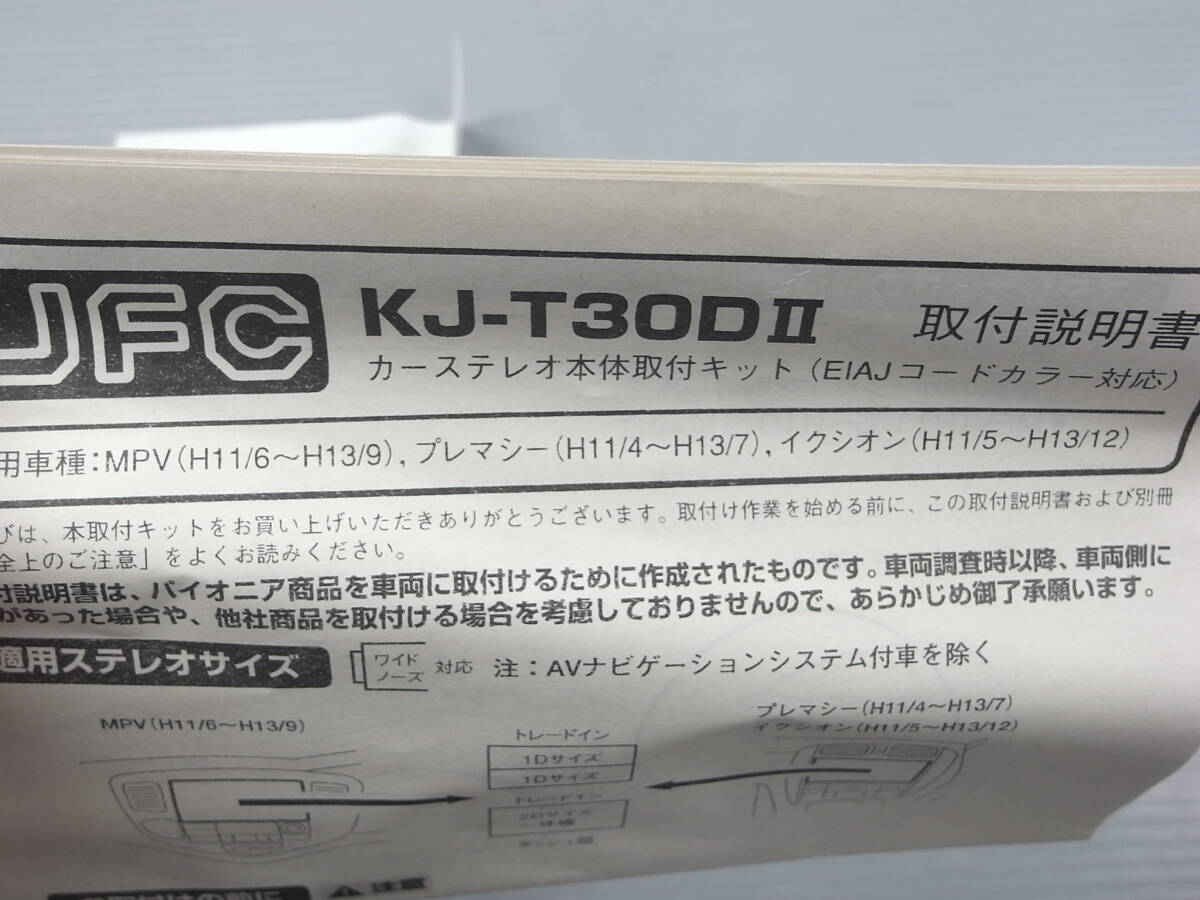 JFC KJ-T30DⅡ 取付説明書
カーステレオ本体取付キット (EIAJコードカラー対応)
用車種:MPV(H11/6～H13/9), プレマシー(H11/4～H13/7), イクシオン(H11/5～H13/12)
びは、本取付キットをお買い上げいただきありがとうございます。取付け作業を始める前に、この取付説明書および別冊
全上のご注意」をよくお読みください。
付説明書は、パイオニア商品を車両に取付けるために作成されたものです。車両調査時以降、車両側に
があった場合や、他社商品を取付ける場合を考慮しておりませんので、あらかじめ御了承願います。
適用ステレオサイズ
ワイド
ノーズ
対応
注:AVナビゲーションシステム付車を除く
MPV(H11/6～H13/9)
トレードイン
1Dサイズ
1Dサイズ
トレードイン
2Dサイズ
一体機
ダッシュ部
プレマシー(H11/4～H13/7)
イクシオン(H11/5～H13/12)
注意